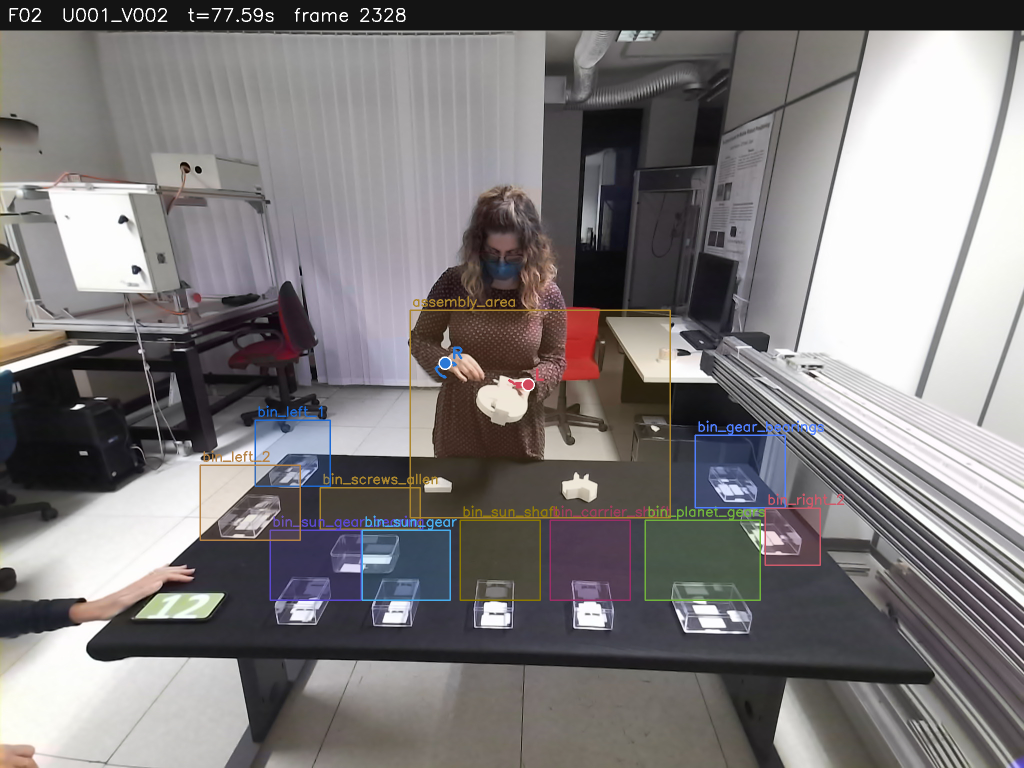 F02 U001_V002 t=77.59s frame 2328
assembly_area
R
bin_left_1
bin_gear_bearings
bin_left_2
bin_screws_allen
bin_right_2
bin_sun_gear
bin_sun_gear
bin_sun_shaft
bin_planet_gears
12